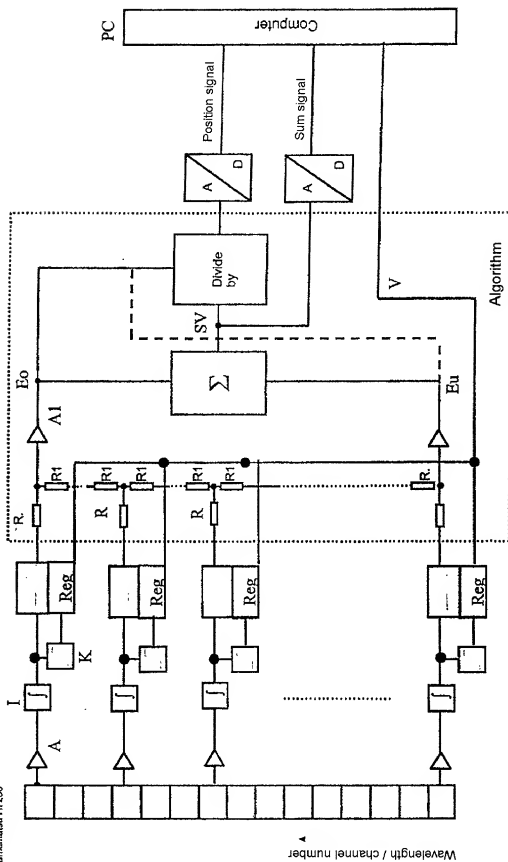 PC
Computer
Position signal
Sum signal
A
D
A
D
Divide by
SV
Σ
V
Algorithm
Eo
Eu
A1
R.
R1
R1
R1
R1
R1
R.
R
R
Reg
Reg
Reg
Reg
K
I
∫
∫
∫
∫
A
Wavelength / channel number